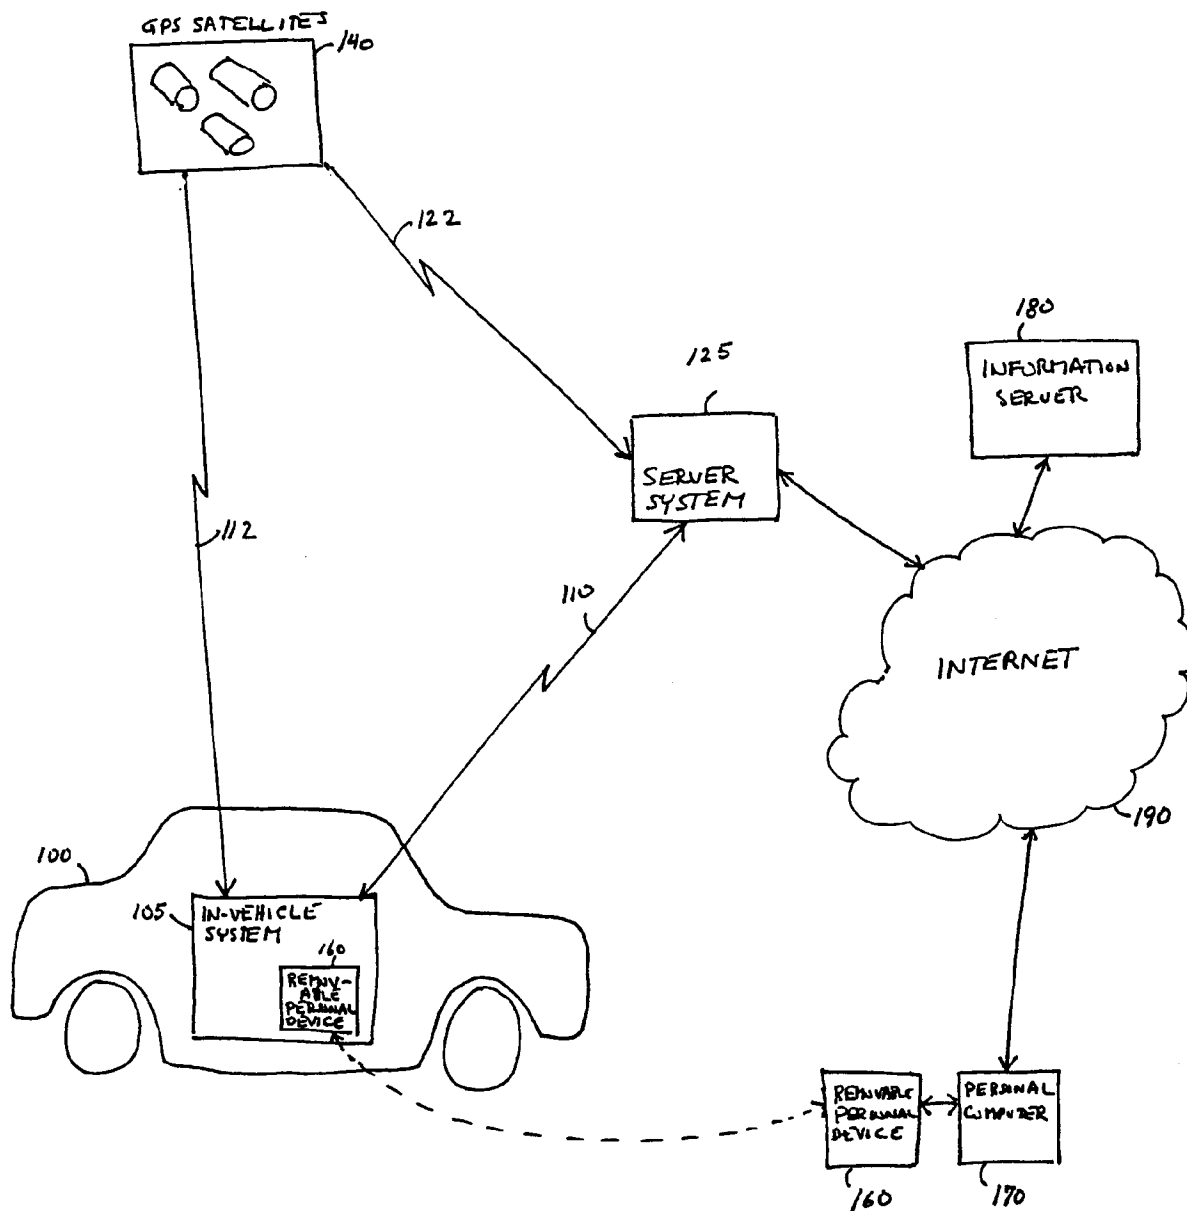 GPS SATELLITES
140
122
180
INFORMATION
SERVER
125
SERVER
SYSTEM
112
110
INTERNET
190
100
105
IN-VEHICLE
SYSTEM
160
REMOV-
ABLE
PERSONAL
DEVICE
REMOVABLE
PERSONAL
DEVICE
PERSONAL
COMPUTER
160
170